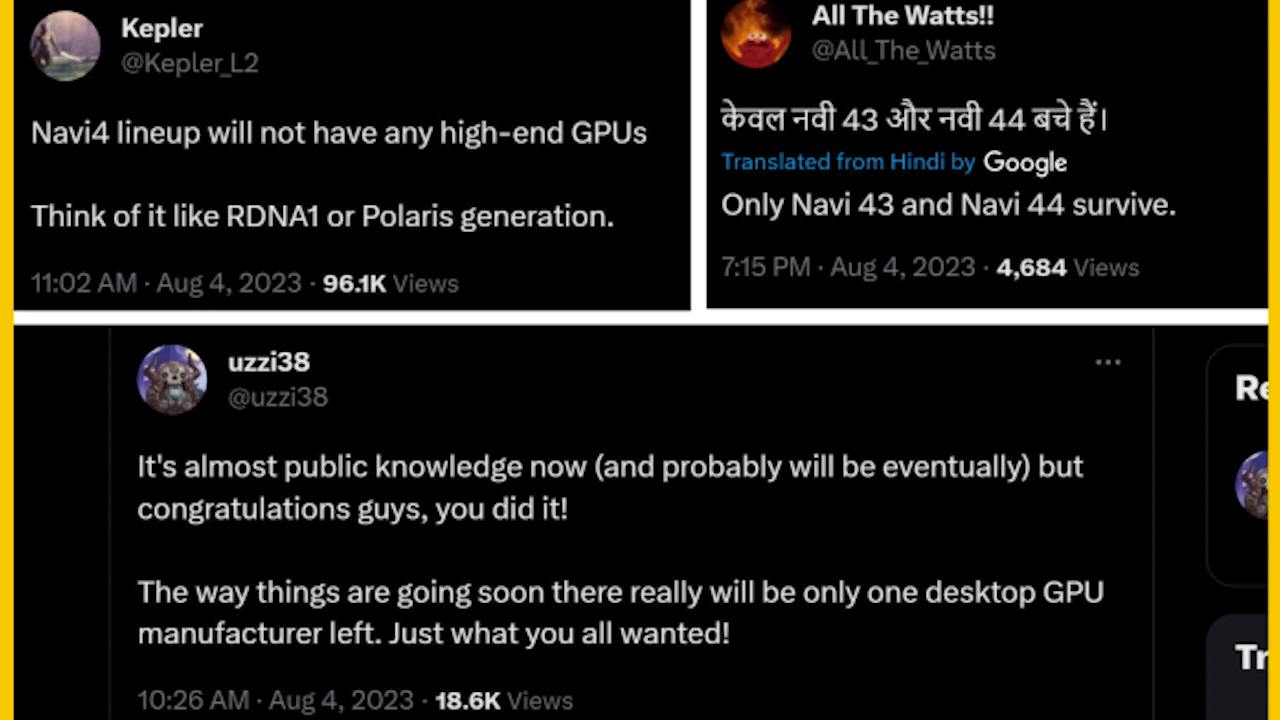 Kepler
@Kepler_L2
Navi4 lineup will not have any high-end GPUs
Think of it like RDNA1 or Polaris generation.
11:02 AM · Aug 4, 2023 · 96.1K Views
All The Watts!!
@All_The_Watts
केवल नवी 43 और नवी 44 बचे हैं।
Translated from Hindi by Google
Only Navi 43 and Navi 44 survive.
7:15 PM · Aug 4, 2023 · 4,684 Views
uzzi38
@uzzi38
It's almost public knowledge now (and probably will be eventually) but
congratulations guys, you did it!
The way things are going soon there really will be only one desktop GPU
manufacturer left. Just what you all wanted!
10:26 AM · Aug 4, 2023 · 18.6K Views